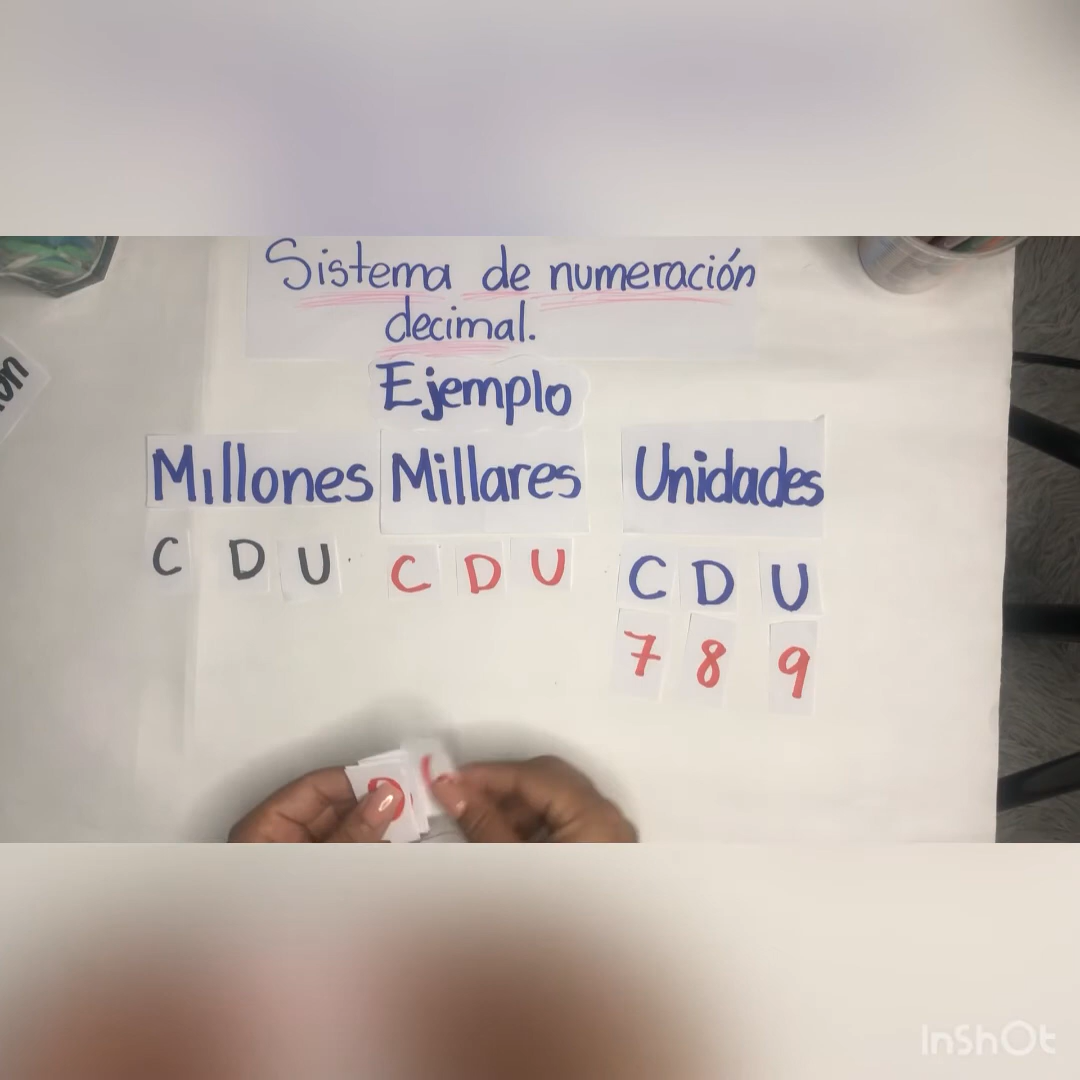 Sistema de numeración
decimal.
Ejemplo
Millones Millares Unidades
C D U C D U C D U
7 8 9
InShOt